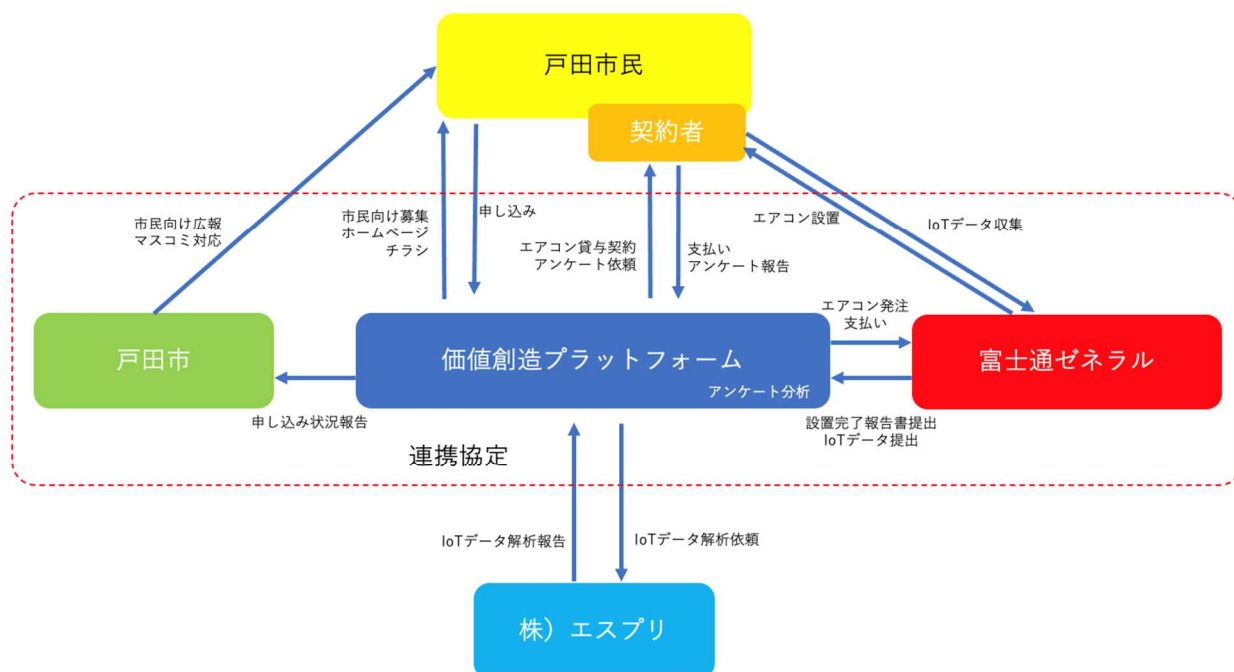 戸田市民
契約者
市民向け広報
マスコミ対応
市民向け募集
ホームページ
チラシ
申し込み
エアコン貸与契約
アンケート依頼
支払い
アンケート報告
エアコン設置
IoTデータ収集
エアコン発注
支払い
戸田市
価値創造プラットフォーム
アンケート分析
富士通ゼネラル
申し込み状況報告
設置完了報告書提出
IoTデータ提出
連携協定
IoTデータ解析報告
IoTデータ解析依頼
株）エスプリ